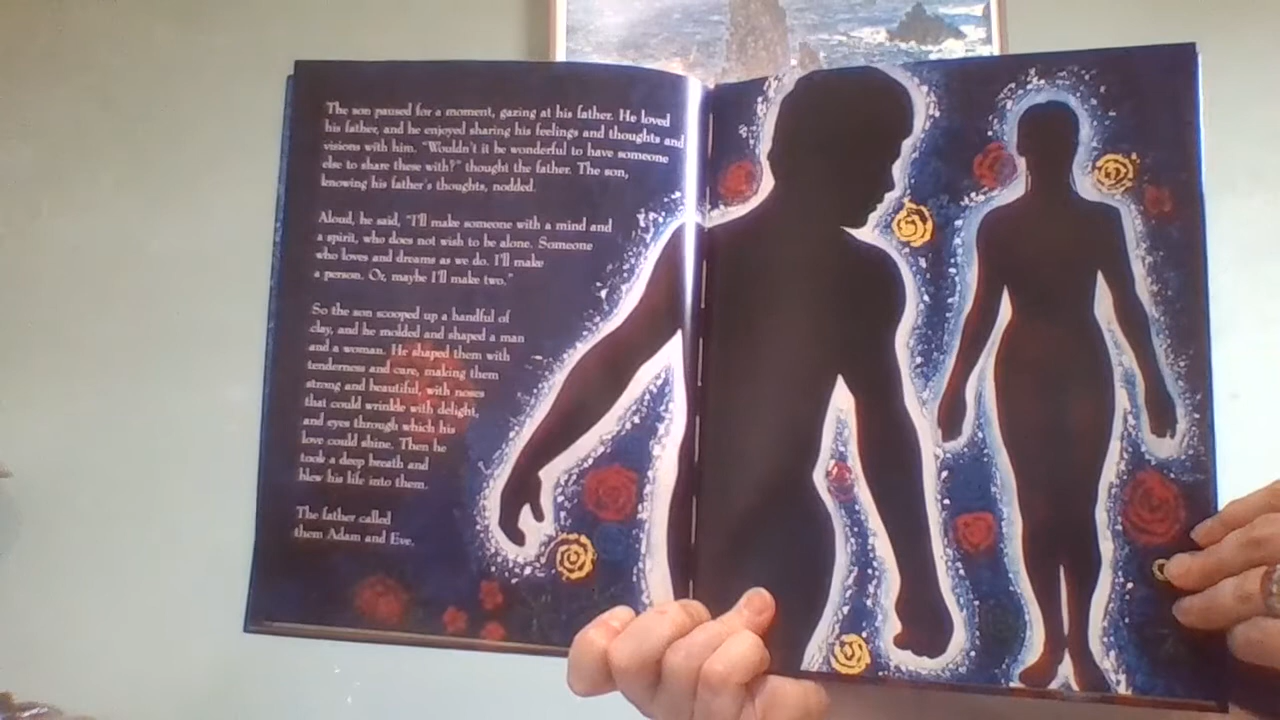 The son paused for a moment, gazing at his father. He loved
his father, and he enjoyed sharing his feelings and thoughts and
visions with him. "Wouldn't it be wonderful to have someone
else to share these with?" thought the father. The son,
knowing his father's thoughts, nodded.
Aloud, he said, "I'll make someone with a mind and
a spirit, who does not wish to be alone. Someone
who loves and dreams as we do. I'll make
a person. Or, maybe I'll make two."
So the son scooped up a handful of
clay, and he molded and shaped a man
and a woman. He shaped them with
tenderness and care, making them
strong and beautiful, with noses
that could wrinkle with delight,
and eyes through which his
love could shine. Then he
took a deep breath and
blew his life into them.
The father called
them Adam and Eve.